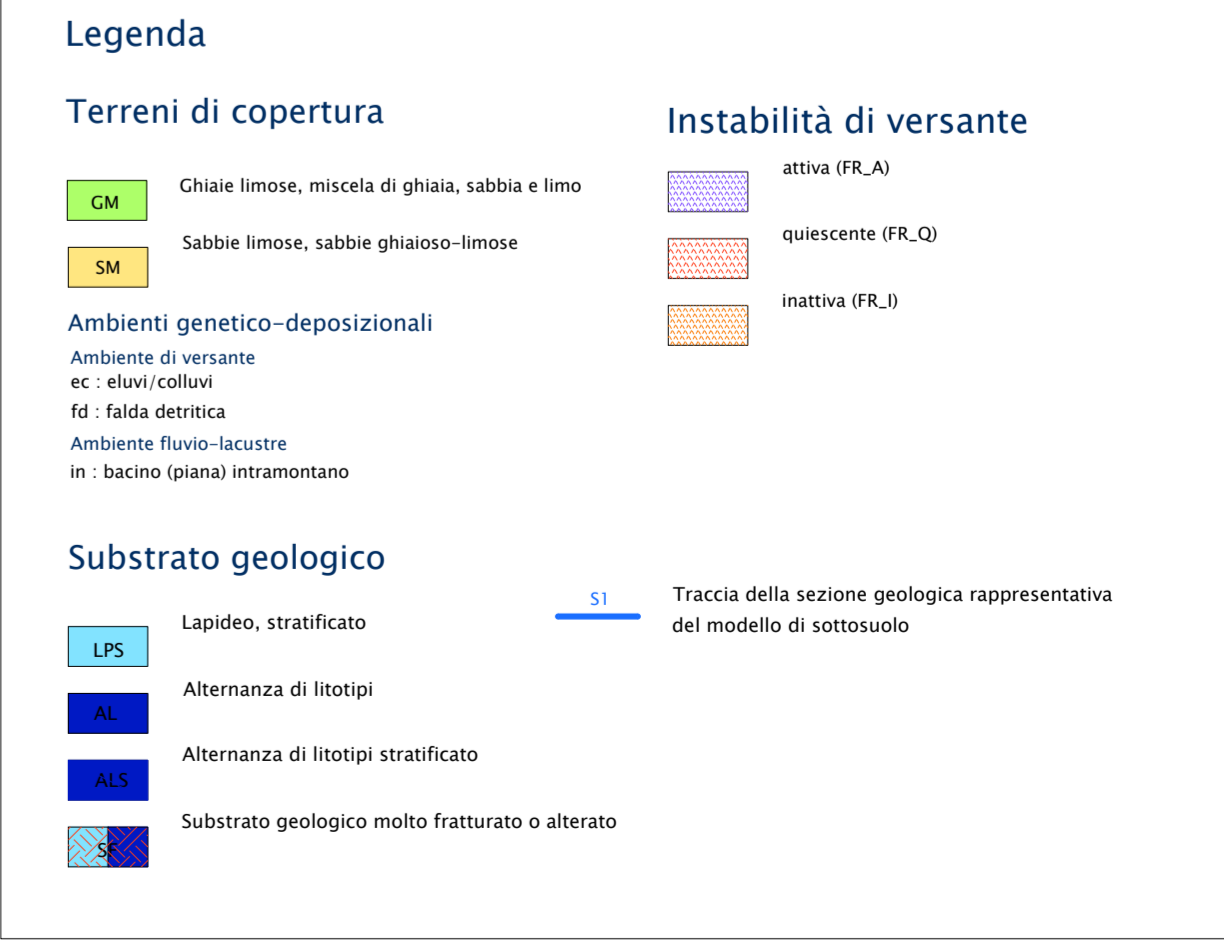 Legenda
Terreni di copertura
GM
Ghiaie limose, miscela di ghiaia, sabbia e limo
SM
Sabbie limose, sabbie ghiaioso-limose
Ambienti genetico-deposizionali
Ambiente di versante
ec : eluvi/colluvi
fd : falda detritica
Ambiente fluvio-lacustre
in : bacino (piana) intramontano
Instabilità di versante
attiva (FR_A)
quiescente (FR_Q)
inattiva (FR_I)
Substrato geologico
LPS
Lapideo, stratificato
AL
Alternanza di litotipi
ALS
Alternanza di litotipi stratificato
SF
Substrato geologico molto fratturato o alterato
S1
Traccia della sezione geologica rappresentativa
del modello di sottosuolo